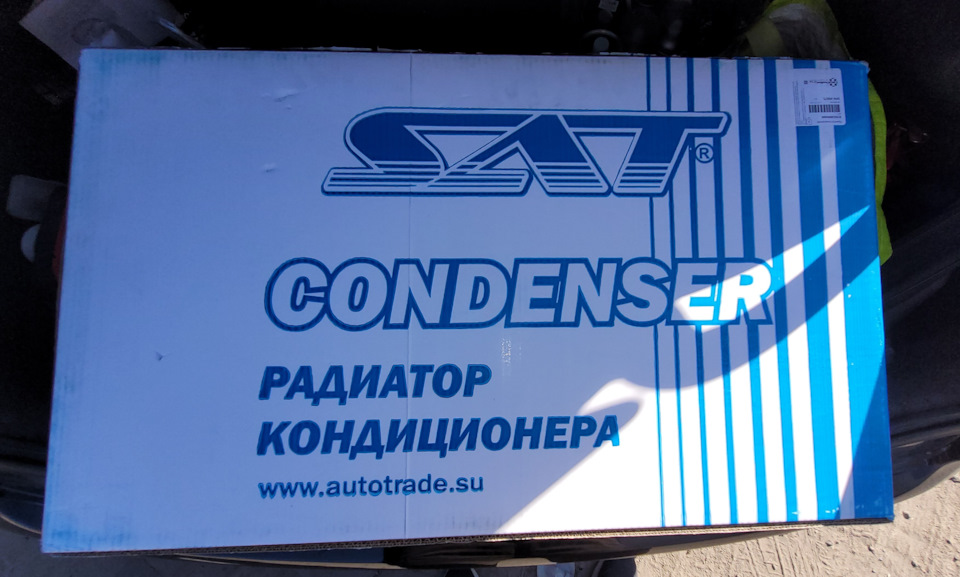 SAT®
CONDENSER
РАДИАТОР
КОНДИЦИОНЕРА
www.autotrade.su